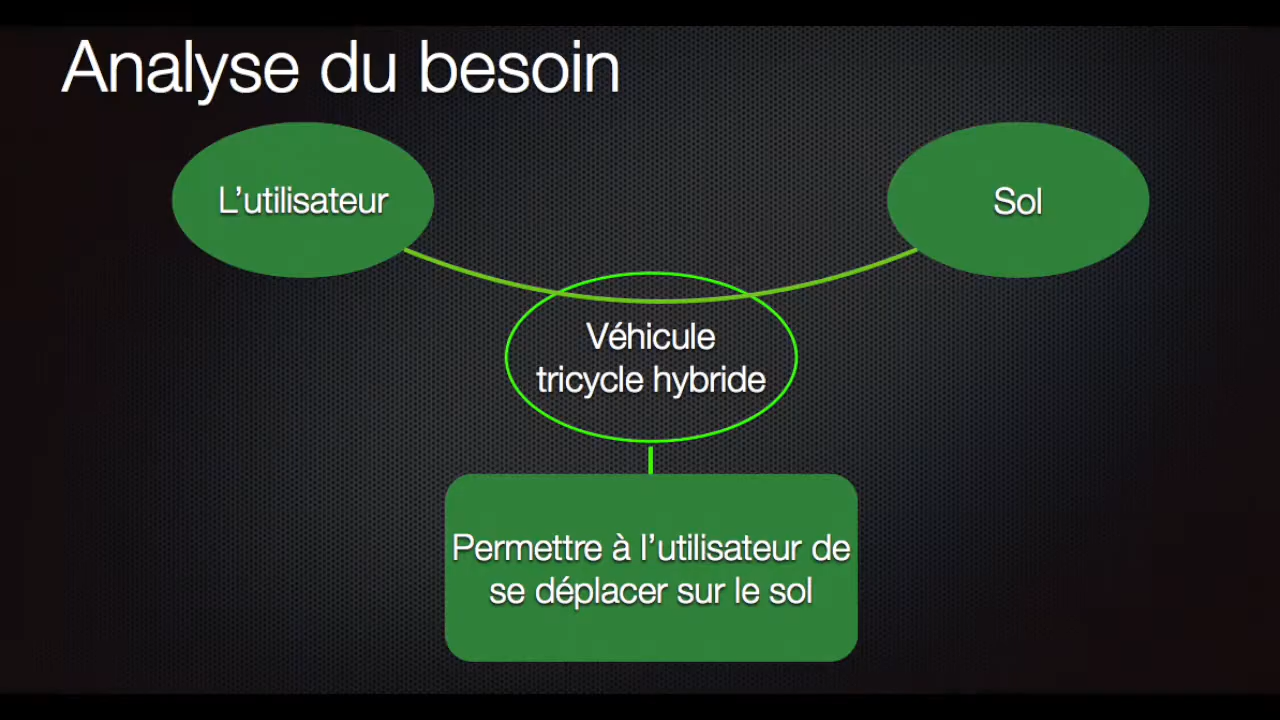 Analyse du besoin
L’utilisateur
Sol
Véhicule
tricycle hybride
Permettre à l’utilisateur de
se déplacer sur le sol